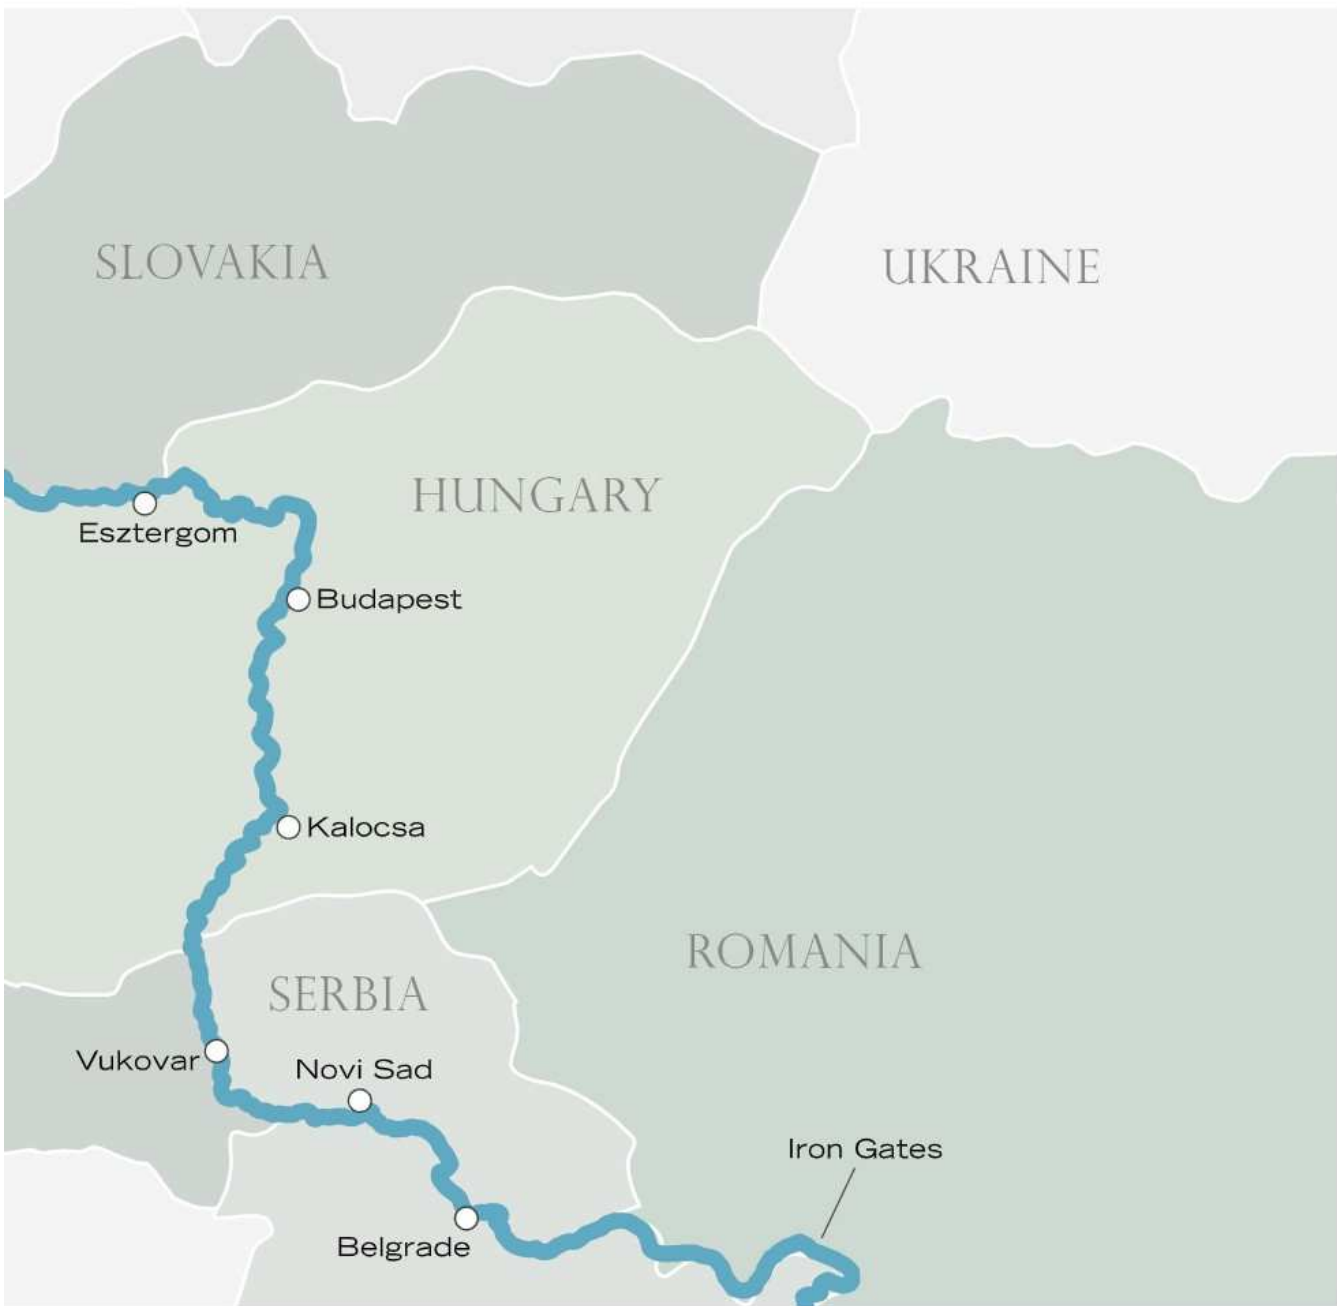 SLOVAKIA
UKRAINE
HUNGARY
Esztergom
Budapest
Kalocsa
ROMANIA
SERBIA
Vukovar
Novi Sad
Iron Gates
Belgrade